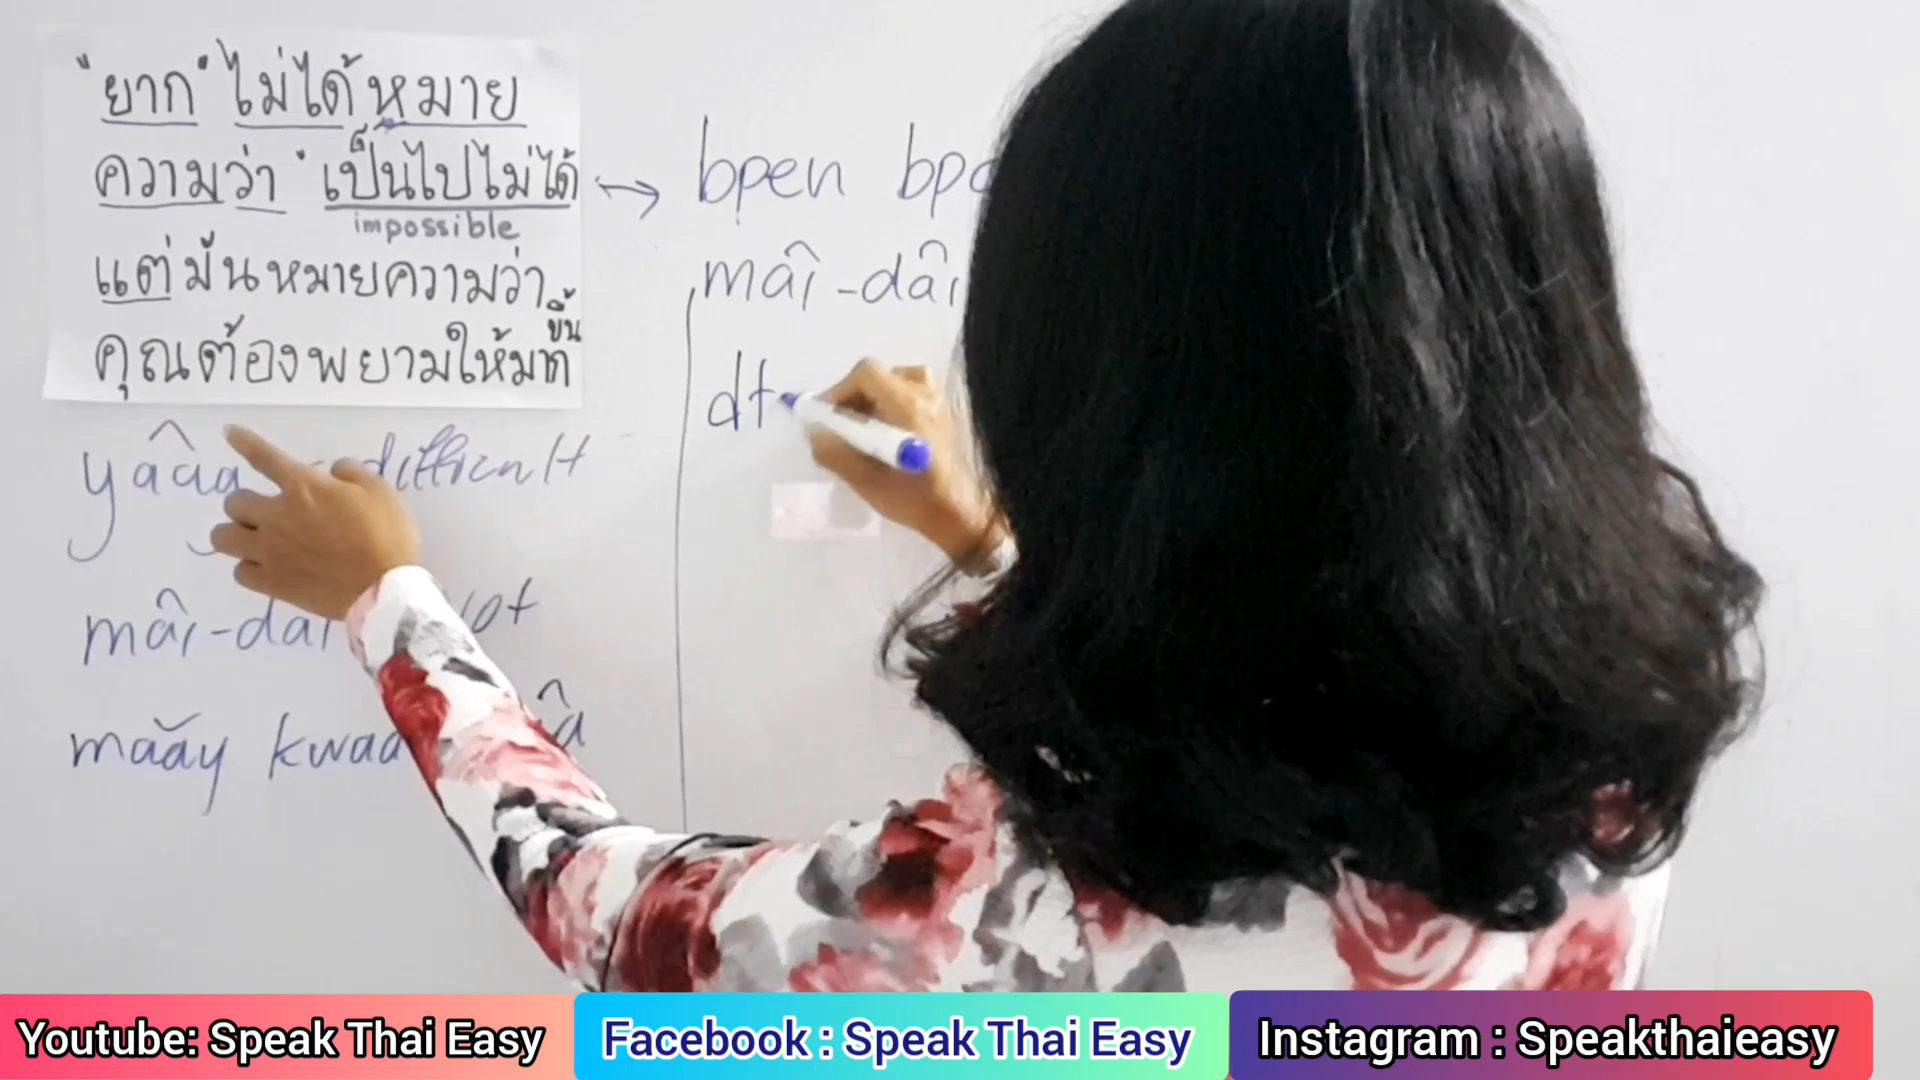 "ยาก" ไม่ได้หมาย
ความว่า "เป็นไปไม่ได้
impossible
แต่มันหมายความว่า
คุณต้องพยามให้มากขึ้น
yâag difficult
mâi-dâi
mǎay kwaa
bpen
mâi-dâi
dt
Youtube: Speak Thai Easy
Facebook : Speak Thai Easy
Instagram : Speakthaieasy